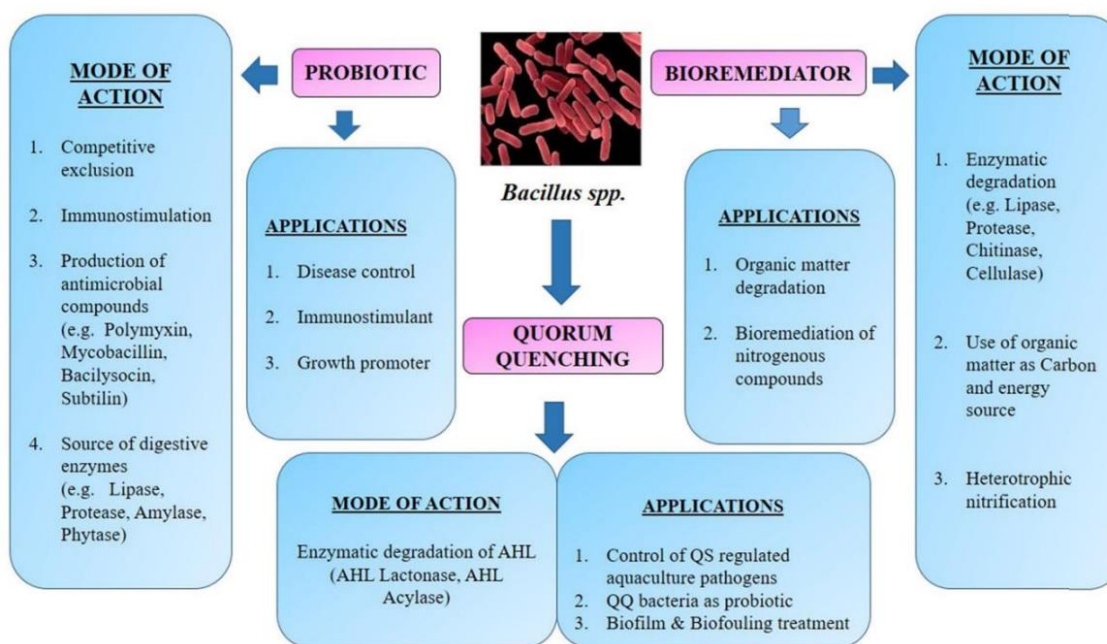 MODE OF
ACTION
1. Competitive
exclusion
2. Immunostimulation
3. Production of
antimicrobial
compounds
(e.g. Polymyxin,
Mycobacillin,
Bacilysocin,
Subtilin)
4. Source of digestive
enzymes
(e.g. Lipase,
Protease, Amylase,
Phytase)
PROBIOTIC
APPLICATIONS
1. Disease control
2. Immunostimulant
3. Growth promoter
Bacillus spp.
QUORUM
QUENCHING
MODE OF ACTION
Enzymatic degradation of AHL
(AHL Lactonase, AHL
Acylase)
APPLICATIONS
1. Control of QS regulated
aquaculture pathogens
2. QQ bacteria as probiotic
3. Biofilm & Biofouling treatment
BIOREMEDIATOR
APPLICATIONS
1. Organic matter
degradation
2. Bioremediation of
nitrogenous
compounds
MODE OF
ACTION
1. Enzymatic
degradation
(e.g. Lipase,
Protease,
Chitinase,
Cellulase)
2. Use of organic
matter as Carbon
and energy
source
3. Heterotrophic
nitrification